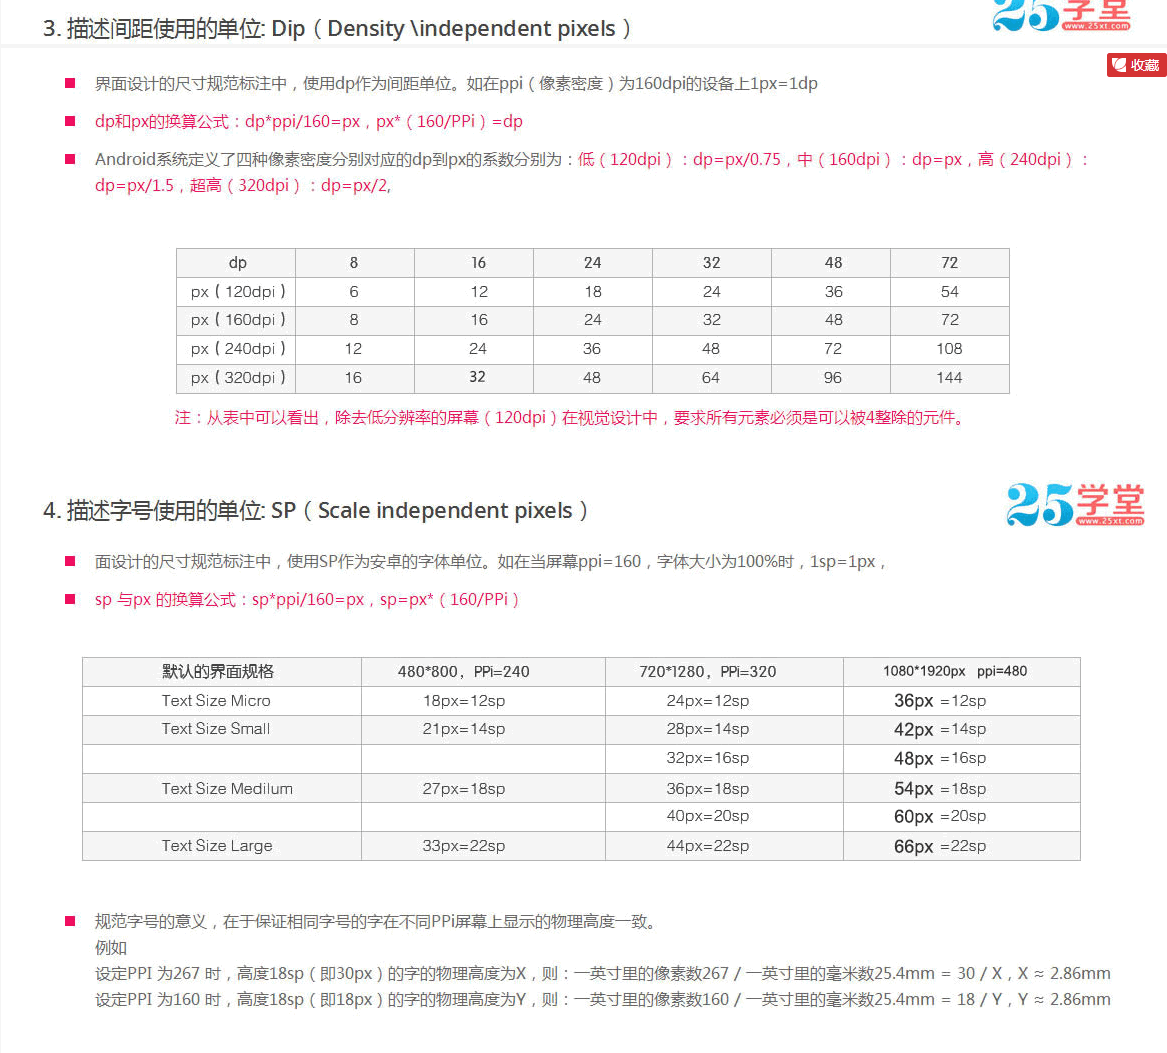 3. 描述间距使用的单位: Dip（Density \independent pixels）
25学堂
www.25xt.com
收藏
界面设计的尺寸规范标注中，使用dp作为间距单位。如在ppi（像素密度）为160dpi的设备上1px=1dp
dp和px的换算公式：dp*ppi/160=px，px*（160/PPi）=dp
Android系统定义了四种像素密度分别对应的dp到px的系数分别为：低（120dpi）：dp=px/0.75，中（160dpi）：dp=px，高（240dpi）：
dp=px/1.5，超高（320dpi）：dp=px/2,
dp 8 16 24 32 48 72
px（120dpi） 6 12 18 24 36 54
px（160dpi） 8 16 24 32 48 72
px（240dpi） 12 24 36 48 72 108
px（320dpi） 16 32 48 64 96 144
注：从表中可以看出，除去低分辨率的屏幕（120dpi）在视觉设计中，要求所有元素必须是可以被4整除的元件。
4. 描述字号使用的单位: SP（Scale independent pixels）
25学堂
www.25xt.com
面设计的尺寸规范标注中，使用SP作为安卓的字体单位。如在当屏幕ppi=160，字体大小为100%时，1sp=1px，
sp 与px 的换算公式：sp*ppi/160=px，sp=px*（160/PPi）
默认的界面规格 480*800，PPi=240 720*1280，PPi=320 1080*1920px ppi=480
Text Size Micro 18px=12sp 24px=12sp 36px =12sp
Text Size Small 21px=14sp 28px=14sp 42px =14sp
32px=16sp 48px =16sp
Text Size Medilum 27px=18sp 36px=18sp 54px =18sp
40px=20sp 60px =20sp
Text Size Large 33px=22sp 44px=22sp 66px =22sp
规范字号的意义，在于保证相同字号的字在不同PPi屏幕上显示的物理高度一致。
例如
设定PPI 为267 时，高度18sp（即30px）的字的物理高度为X，则：一英寸里的像素数267 / 一英寸里的毫米数25.4mm = 30 / X，X ≈ 2.86mm
设定PPI 为160 时，高度18sp（即18px）的字的物理高度为Y，则：一英寸里的像素数160 / 一英寸里的毫米数25.4mm = 18 / Y，Y ≈ 2.86mm